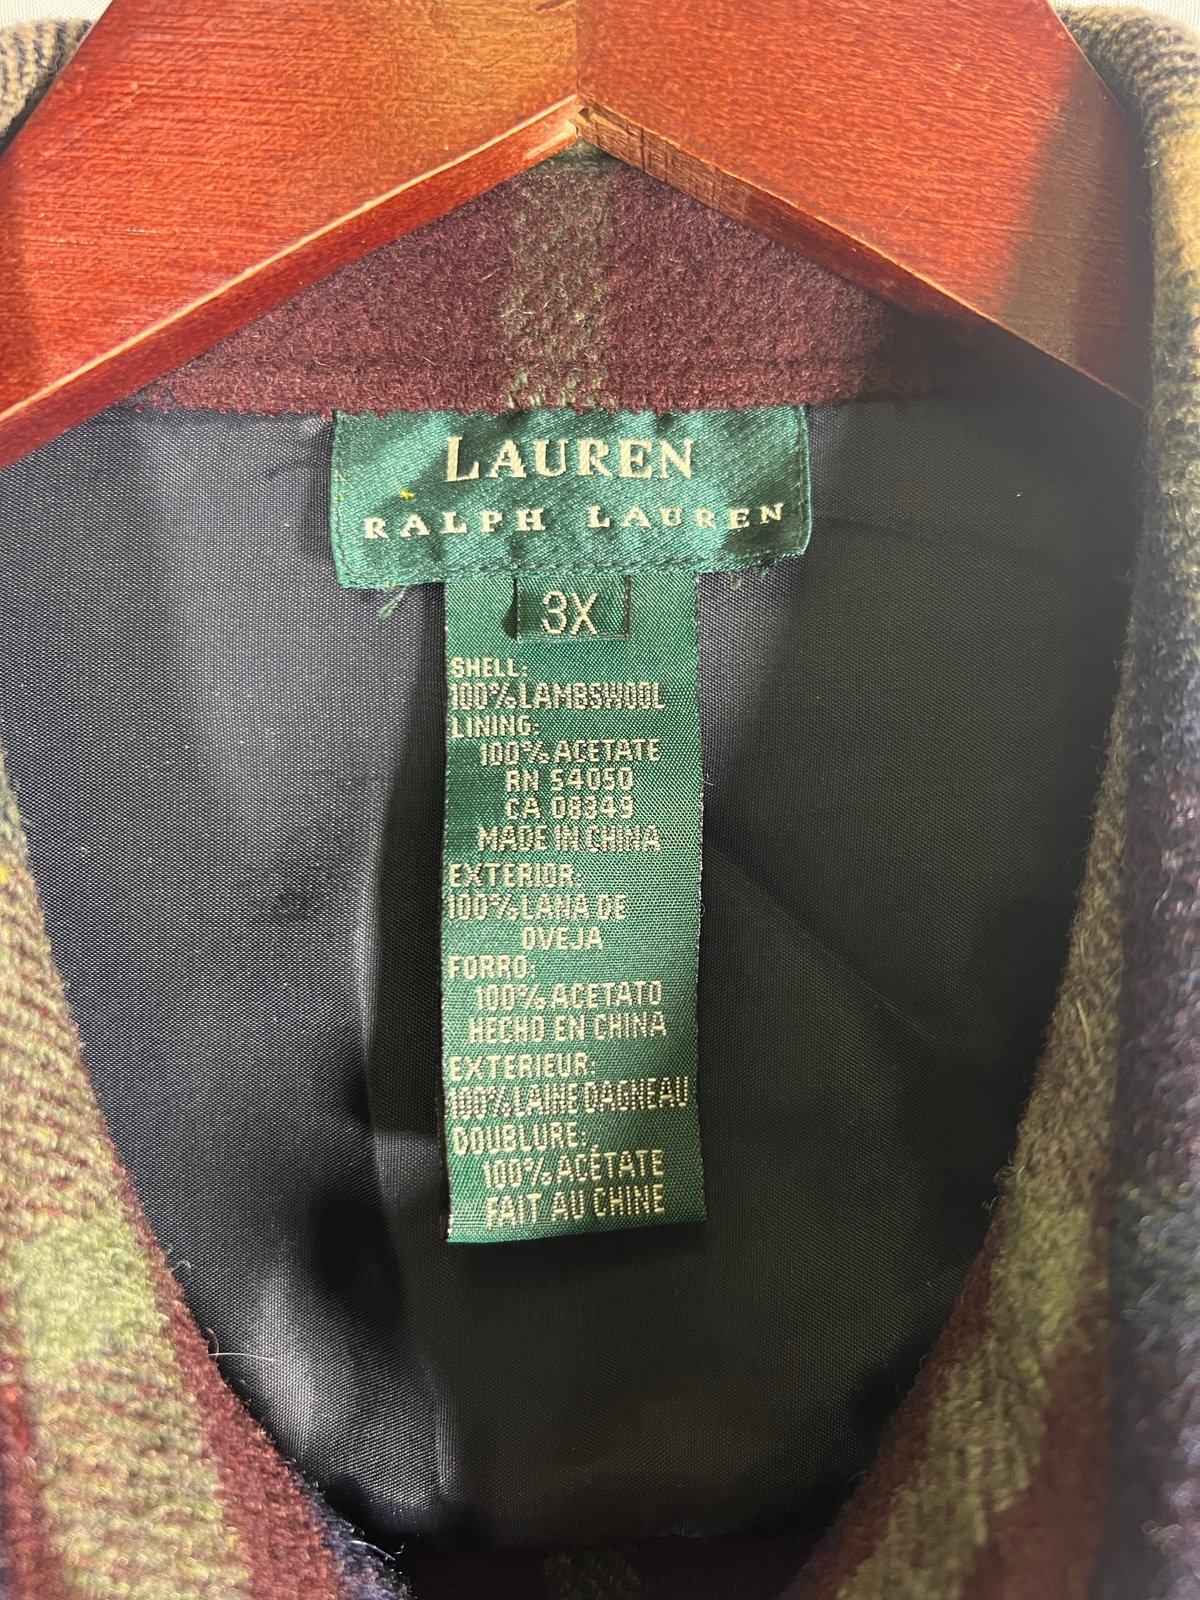 LAUREN
RALPH LAUREN
3X
SHELL:
100% LAMBSWOOL
LINING:
100% ACETATE
RN 54050
CA 08349
MADE IN CHINA
EXTERIOR:
100% LANA DE
OVEJA
FORRO:
100% ACETATO
HECHO EN CHINA
EXTERIEUR:
100% LAINE DAGNEAU
DOUBLURE:
100% ACÉTATE
FAIT AU CHINE